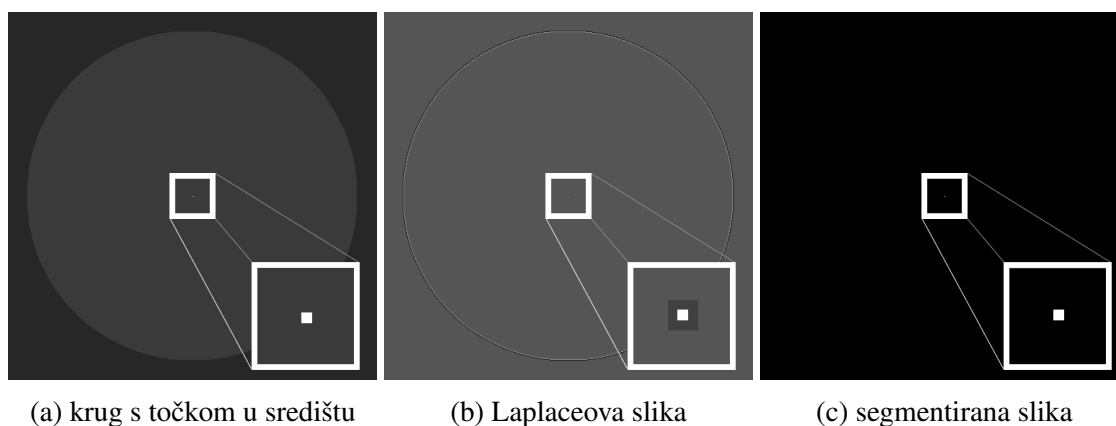 (a) krug s točkom u središtu
(b) Laplaceova slika
(c) segmentirana slika